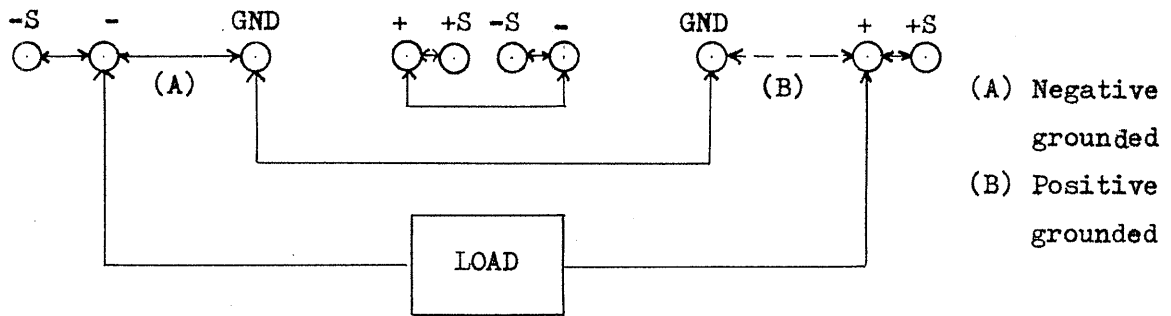 -S - GND + +S -S - GND + +S
(A) (B)
(A) Negative
grounded
(B) Positive
grounded
LOAD